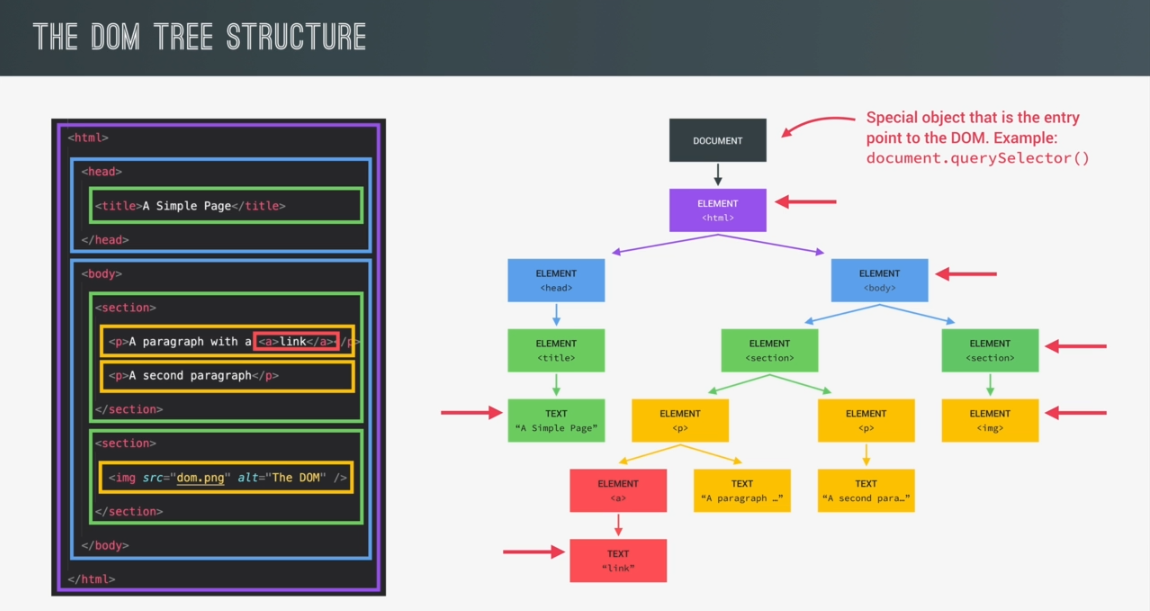 THE DOM TREE STRUCTURE
<html>
<head>
<title>A Simple Page</title>
</head>
<body>
<section>
<p>A paragraph with a <a>link</a></p>
<p>A second paragraph</p>
</section>
<section>
<img src="dom.png" alt="The DOM" />
</section>
</body>
</html>
Special object that is the entry
point to the DOM. Example:
document.querySelector()
DOCUMENT
ELEMENT
<html>
ELEMENT
<head>
ELEMENT
<body>
ELEMENT
<title>
ELEMENT
<section>
ELEMENT
<section>
TEXT
“A Simple Page”
ELEMENT
<p>
ELEMENT
<p>
ELEMENT
<img>
ELEMENT
<a>
TEXT
“A paragraph …”
TEXT
“A second para…”
TEXT
“link”